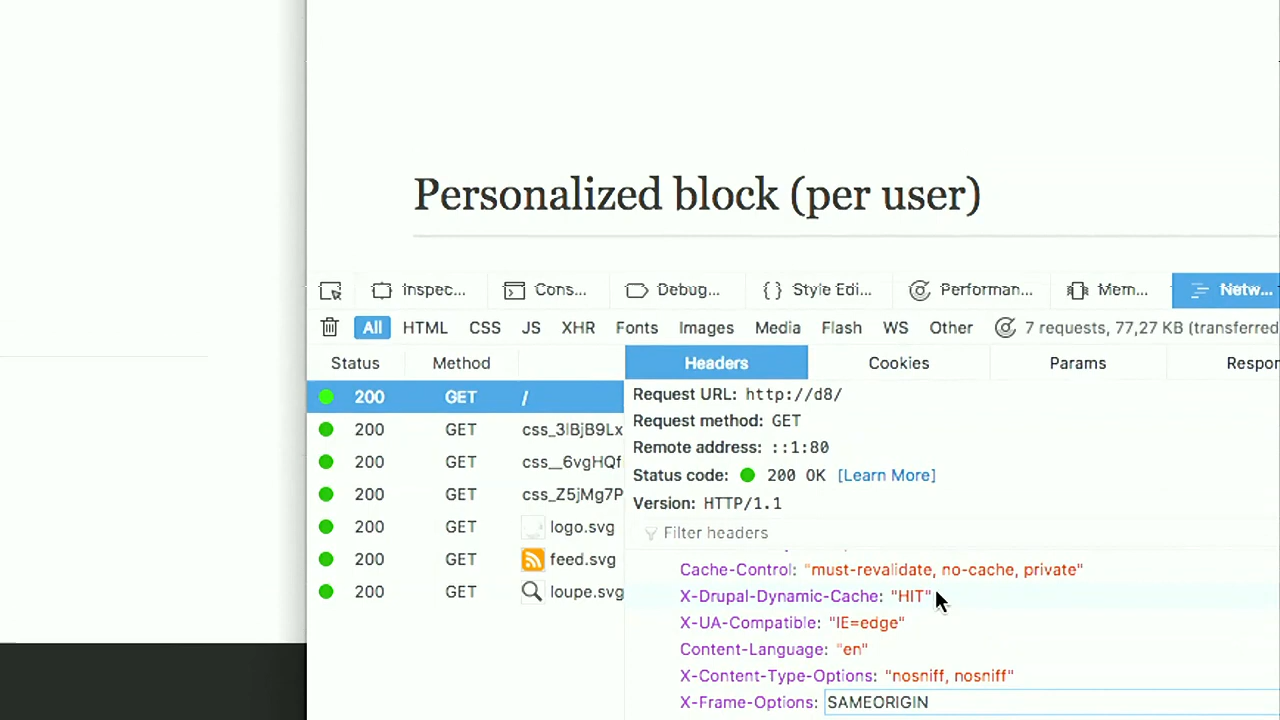 Personalized block (per user)
Inspec... Cons... Debug... Style Edi... Performan... Mem... Netw...
All HTML CSS JS XHR Fonts Images Media Flash WS Other 7 requests, 77,27 KB (transferred
Status Method Headers Cookies Params Respor
200 GET /
200 GET css_3lBjB9Lx
200 GET css__6vgHQf
200 GET css_Z5jMg7P
200 GET logo.svg
200 GET feed.svg
200 GET loupe.svg
Request URL: http://d8/
Request method: GET
Remote address: ::1:80
Status code: 200 OK [Learn More]
Version: HTTP/1.1
Filter headers
Cache-Control: "must-revalidate, no-cache, private"
X-Drupal-Dynamic-Cache: "HIT"
X-UA-Compatible: "IE=edge"
Content-Language: "en"
X-Content-Type-Options: "nosniff, nosniff"
X-Frame-Options: SAMEORIGIN